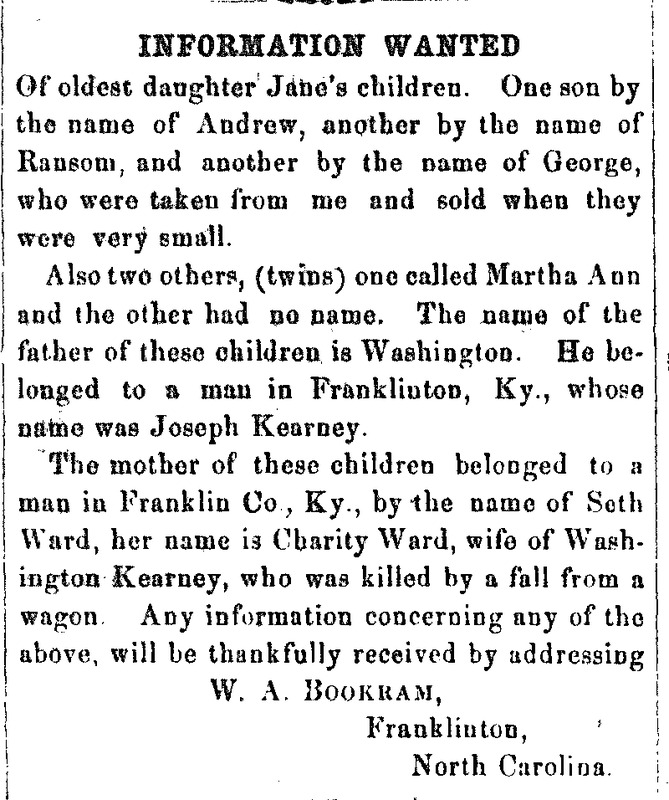 INFORMATION WANTED
Of oldest daughter Jane's children. One son by
the name of Andrew, another by the name of
Ransom, and another by the name of George,
who were taken from me and sold when they
were very small.
Also two others, (twins) one called Martha Ann
and the other had no name. The name of the
father of these children is Washington. He be-
longed to a man in Franklinton, Ky., whose
name was Joseph Kearney.
The mother of these children belonged to a
man in Franklin Co., Ky., by the name of Seth
Ward, her name is Charity Ward, wife of Wash-
ington Kearney, who was killed by a fall from a
wagon. Any information concerning any of the
above, will be thankfully received by addressing
W. A. BOOKRAM,
Franklinton,
North Carolina.